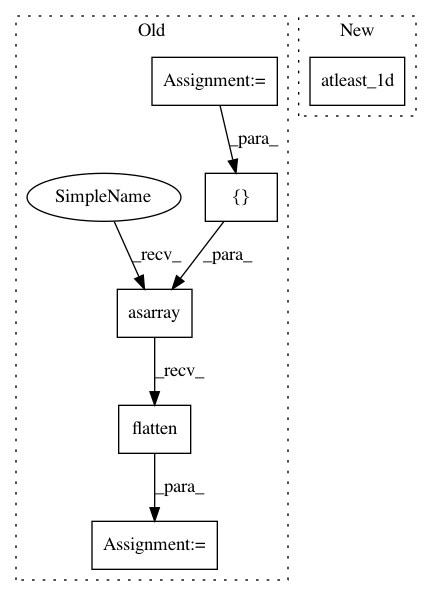 Old
New
Assignment:=
atleast_1d
_para_
SimpleName
{}
_recv_
_para_
asarray
_recv_
flatten
_para_
Assignment:=